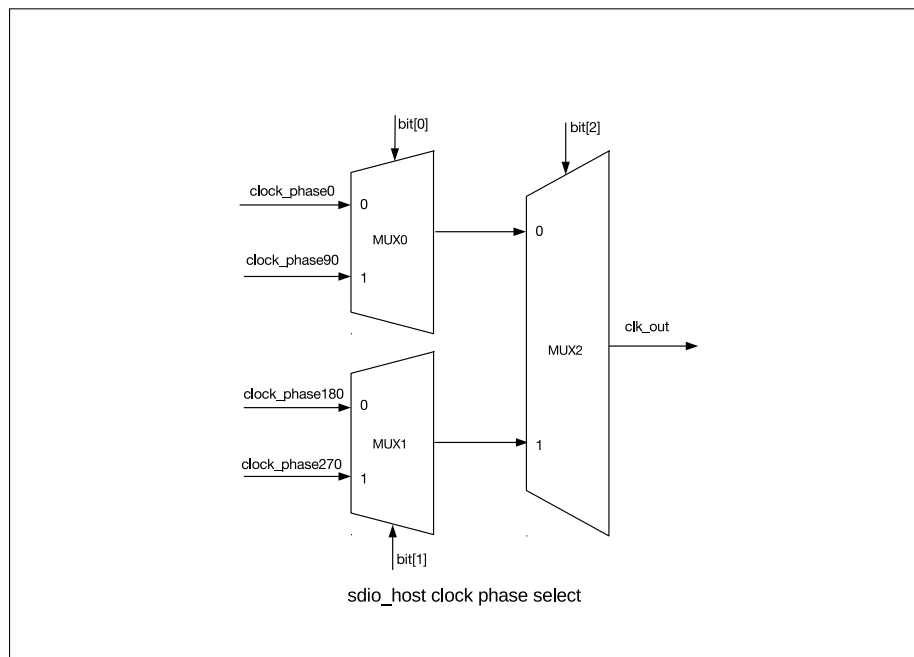 bit[0]
bit[2]
clock_phase0
0
MUX0
0
clock_phase90
1
clk_out
MUX2
clock_phase180
0
MUX1
1
clock_phase270
1
bit[1]
sdio_host clock phase select